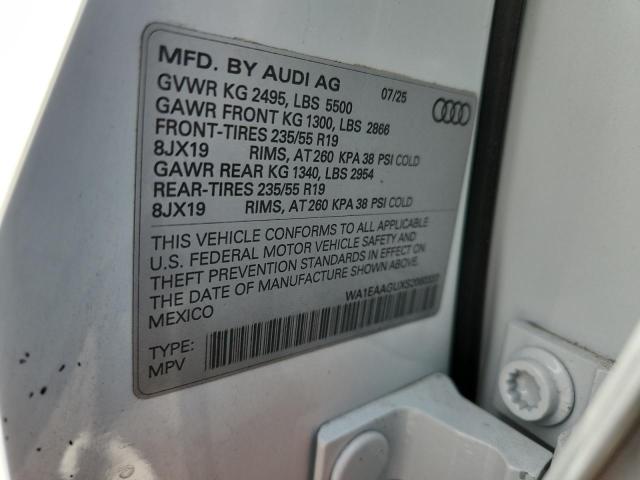 MFD. BY AUDI AG
GVWR KG 2495, LBS 5500 07/25
GAWR FRONT KG 1300, LBS 2866
FRONT-TIRES 235/55 R19
8JX19 RIMS, AT 260 KPA 38 PSI COLD
GAWR REAR KG 1340, LBS 2954
REAR-TIRES 235/55 R19
8JX19 RIMS, AT 260 KPA 38 PSI COLD
THIS VEHICLE CONFORMS TO ALL APPLICABLE
U.S. FEDERAL MOTOR VEHICLE SAFETY AND
THEFT PREVENTION STANDARDS IN EFFECT ON
THE DATE OF MANUFACTURE SHOWN ABOVE.
MEXICO
TYPE:
MPV